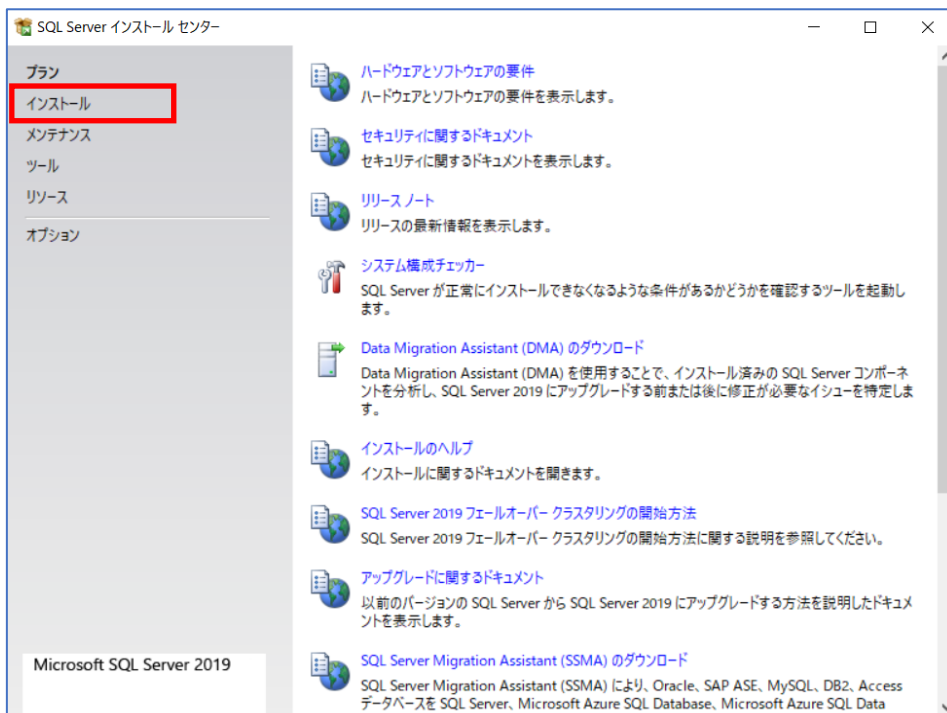 SQL Server インストール センター
プラン
インストール
メンテナンス
ツール
リソース
オプション
Microsoft SQL Server 2019
ハードウェアとソフトウェアの要件
ハードウェアとソフトウェアの要件を表示します。
セキュリティに関するドキュメント
セキュリティに関するドキュメントを表示します。
リリース ノート
リリースの最新情報を表示します。
システム構成チェッカー
SQL Server が正常にインストールできなくなるような条件があるかどうかを確認するツールを起動し
ます。
Data Migration Assistant (DMA) のダウンロード
Data Migration Assistant (DMA) を使用することで、インストール済みの SQL Server コンポーネ
ントを分析し、SQL Server 2019 にアップグレードする前または後に修正が必要なイシューを特定しま
す。
インストールのヘルプ
インストールに関するドキュメントを開きます。
SQL Server 2019 フェールオーバー クラスタリングの開始方法
SQL Server 2019 フェールオーバー クラスタリングの開始方法に関する説明を参照してください。
アップグレードに関するドキュメント
以前のバージョンの SQL Server から SQL Server 2019 にアップグレードする方法を説明したドキュメ
ントを表示します。
SQL Server Migration Assistant (SSMA) のダウンロード
SQL Server Migration Assistant (SSMA) により、Oracle、SAP ASE、MySQL、DB2、Access
データベースを SQL Server、Microsoft Azure SQL Database、Microsoft Azure SQL Data